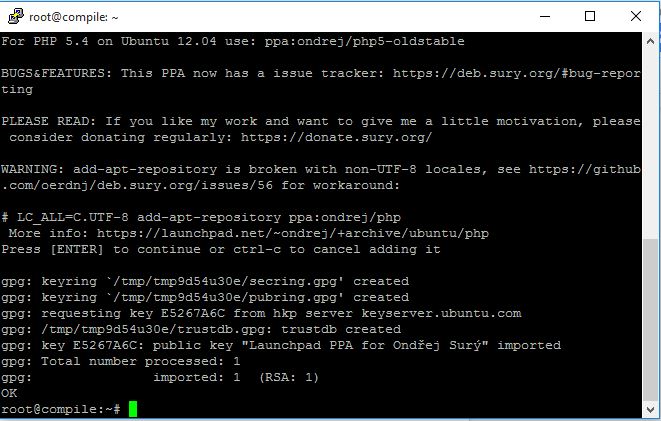 root@compile: ~
For PHP 5.4 on Ubuntu 12.04 use: ppa:ondrej/php5-oldstable
BUGS&FEATURES: This PPA now has a issue tracker: https://deb.sury.org/#bug-repor
ting
PLEASE READ: If you like my work and want to give me a little motivation, please
 consider donating regularly: https://donate.sury.org/
WARNING: add-apt-repository is broken with non-UTF-8 locales, see https://github
.com/oerdnj/deb.sury.org/issues/56 for workaround:
# LC_ALL=C.UTF-8 add-apt-repository ppa:ondrej/php
 More info: https://launchpad.net/~ondrej/+archive/ubuntu/php
Press [ENTER] to continue or ctrl-c to cancel adding it
gpg: keyring `/tmp/tmp9d54u30e/secring.gpg' created
gpg: keyring `/tmp/tmp9d54u30e/pubring.gpg' created
gpg: requesting key E5267A6C from hkp server keyserver.ubuntu.com
gpg: /tmp/tmp9d54u30e/trustdb.gpg: trustdb created
gpg: key E5267A6C: public key "Launchpad PPA for Ondřej Surý" imported
gpg: Total number processed: 1
gpg:               imported: 1  (RSA: 1)
OK
root@compile:~#